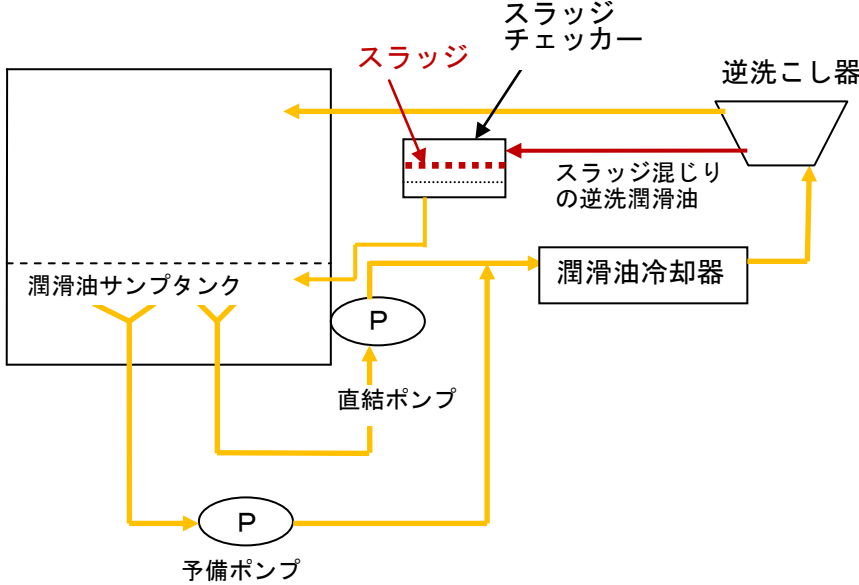 スラッジ
チェッカー
スラッジ
逆洗こし器
スラッジ混じり
の逆洗潤滑油
潤滑油サンプタンク
潤滑油冷却器
P
直結ポンプ
P
予備ポンプ